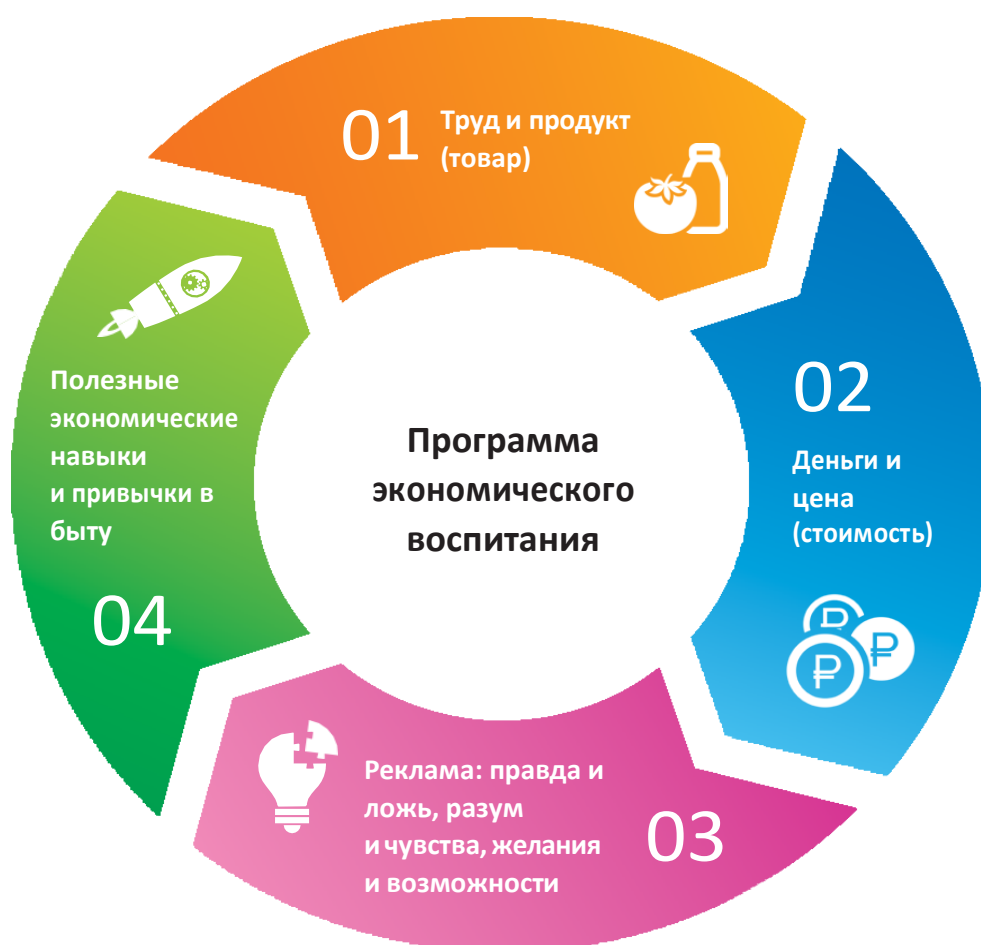 01
Труд и продукт
(товар)
02
Деньги и
цена
(стоимость)
03
Реклама: правда и
ложь, разум
и чувства, желания
и возможности
04
Полезные
экономические
навыки
и привычки в
быту
Программа
экономического
воспитания